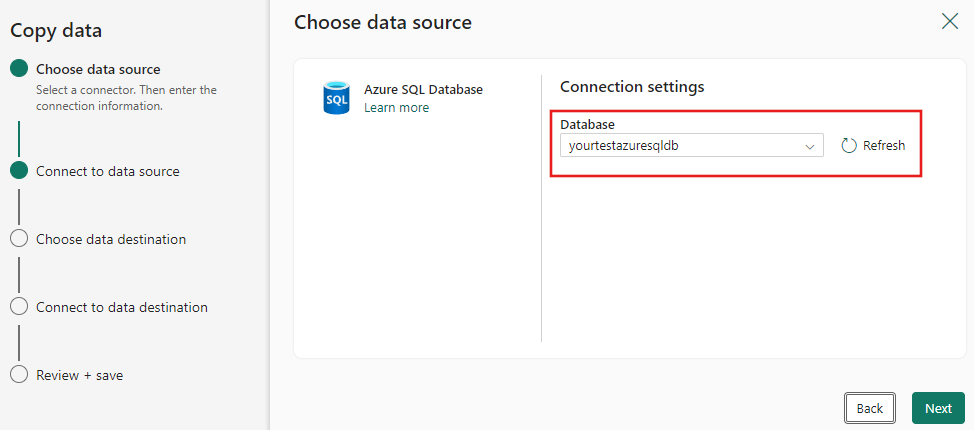 Copy data
Choose data source
Select a connector. Then enter the
connection information.
Connect to data source
Choose data destination
Connect to data destination
Review + save
Choose data source
SQL
Azure SQL Database
Learn more
Connection settings
Database
yourtestazuresqldb
Refresh
Back
Next